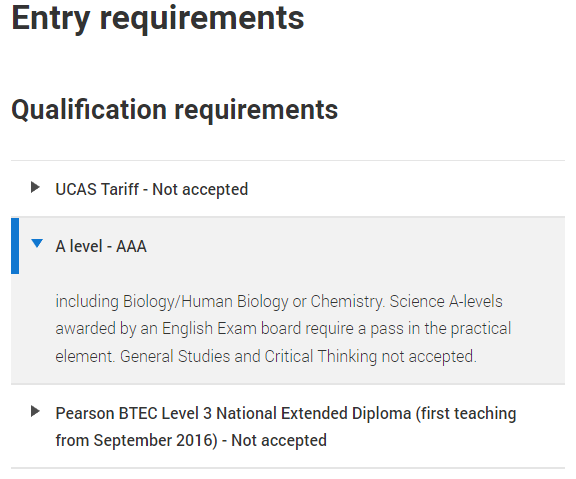 Entry requirements
Qualification requirements
UCAS Tariff - Not accepted
A level - AAA
including Biology/Human Biology or Chemistry. Science A-levels
awarded by an English Exam board require a pass in the practical
element. General Studies and Critical Thinking not accepted.
Pearson BTEC Level 3 National Extended Diploma (first teaching
from September 2016) - Not accepted